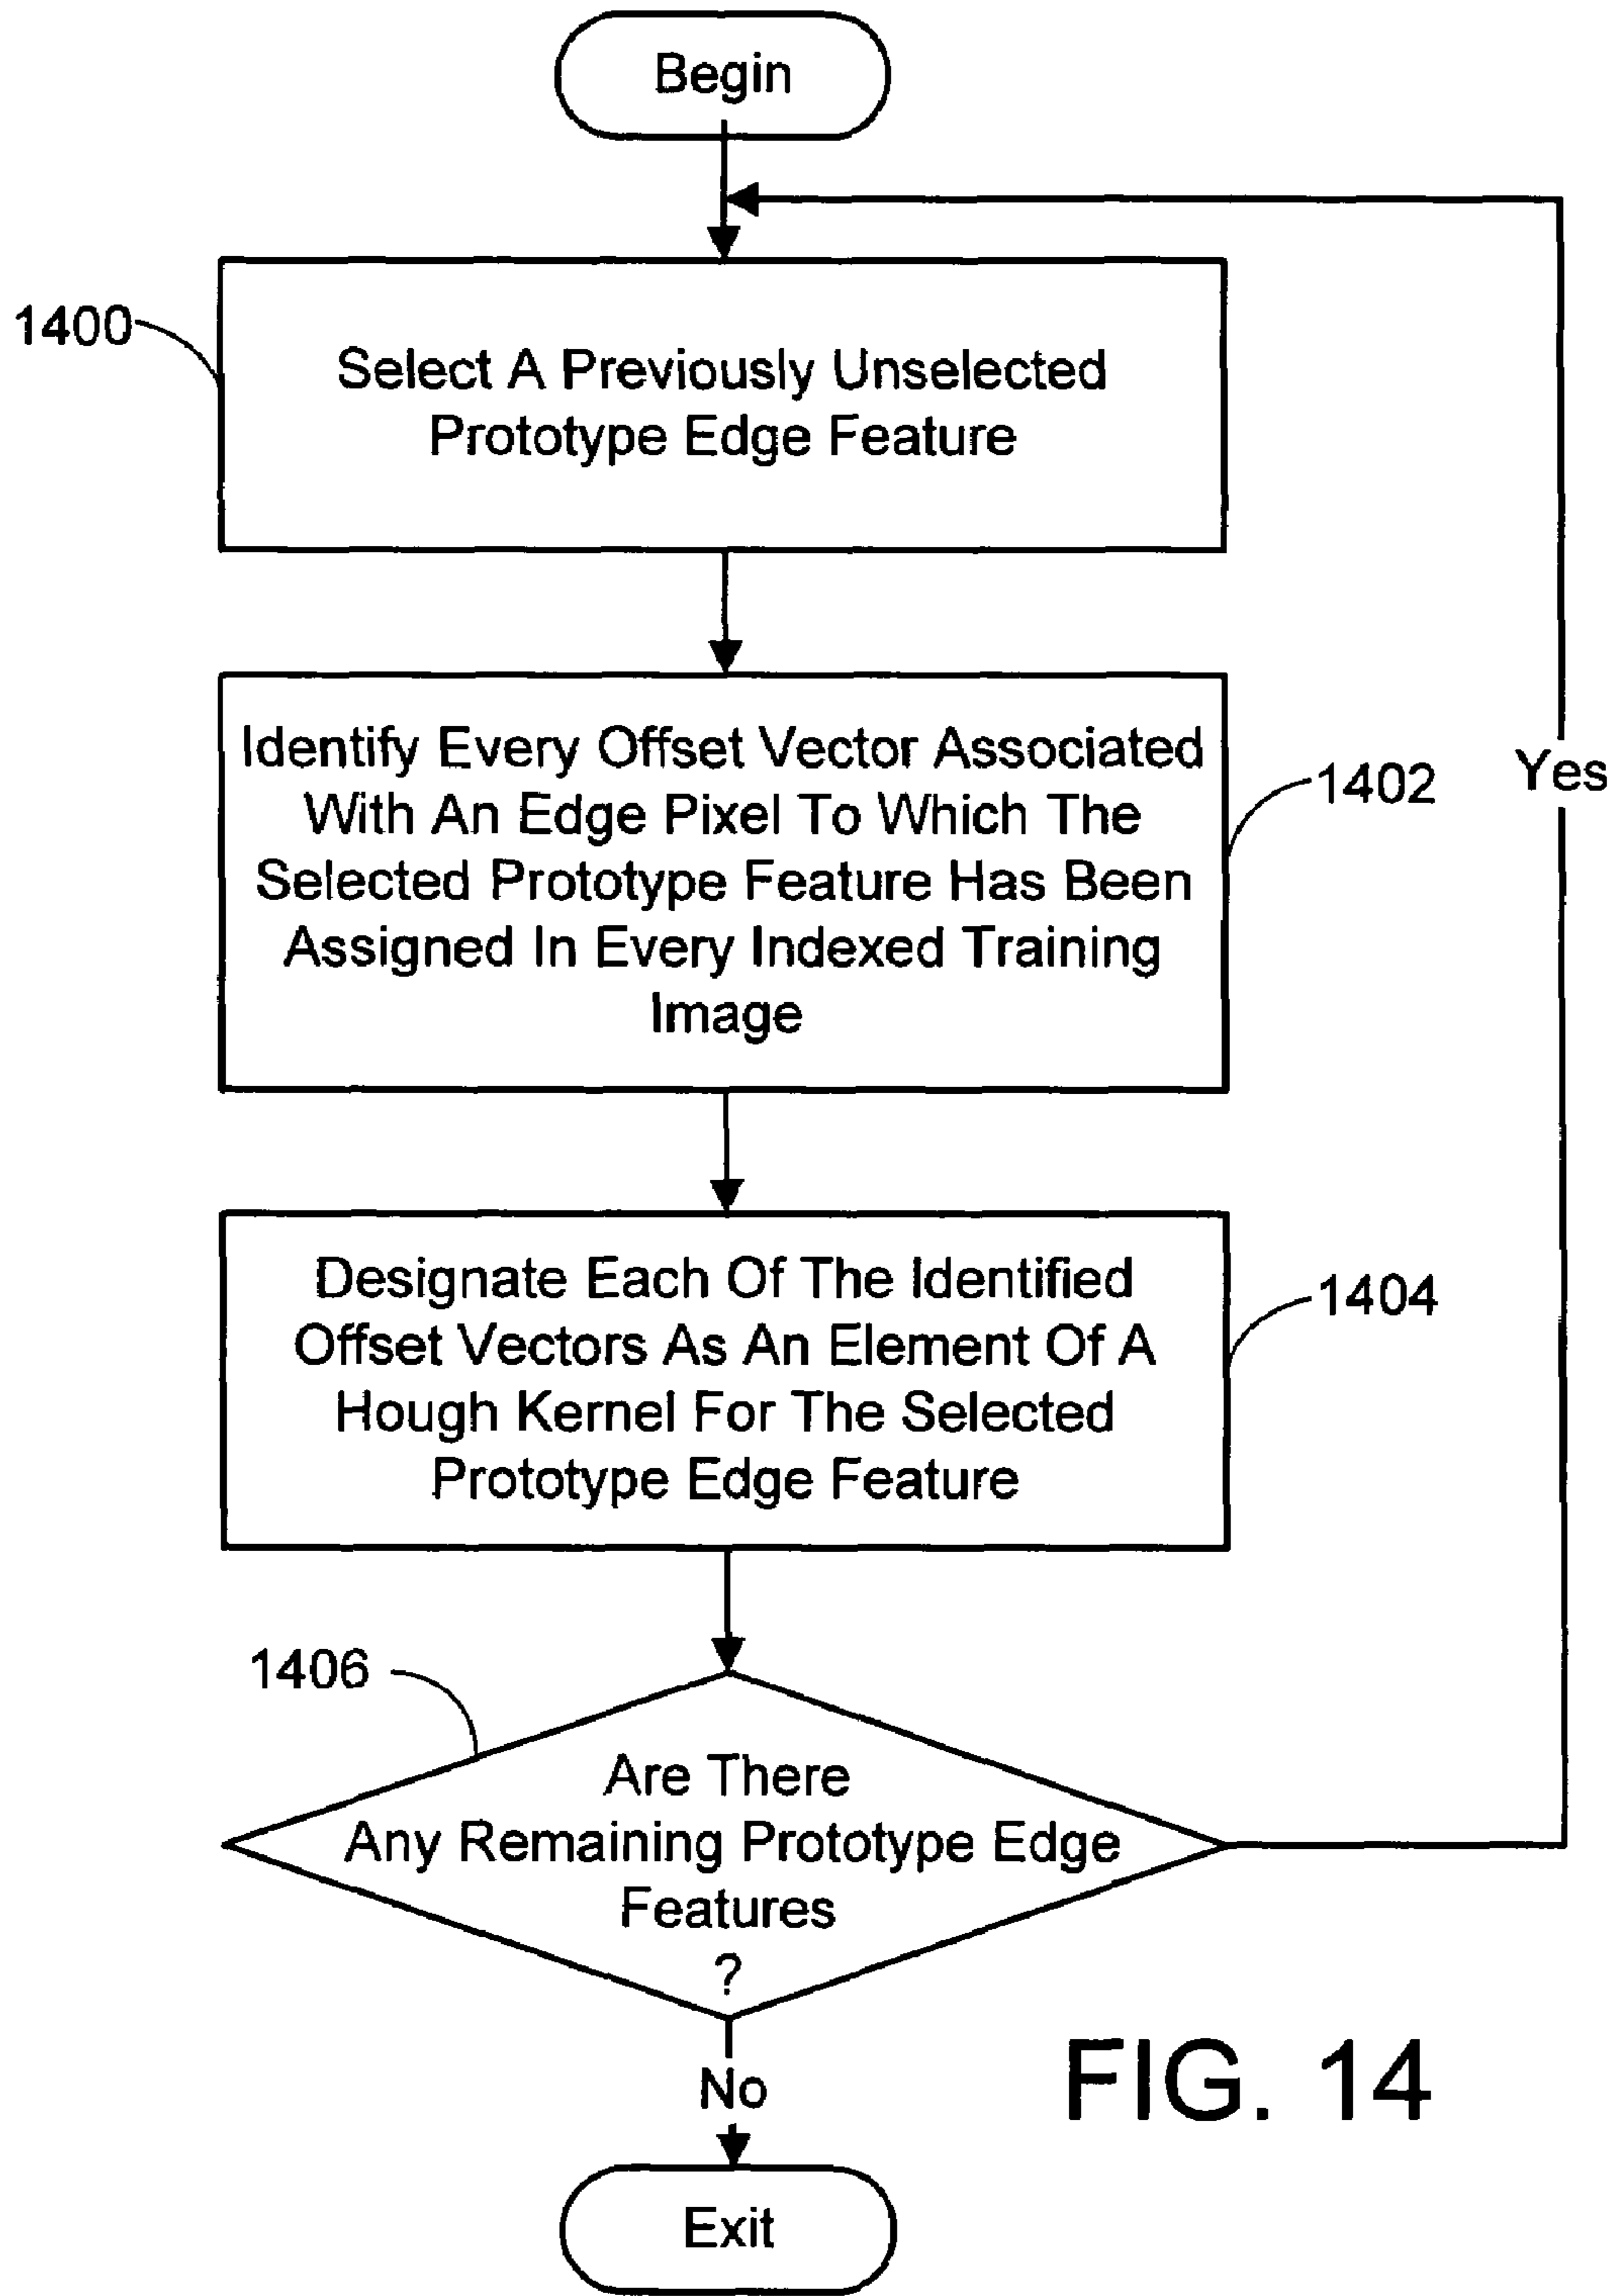 Begin
1400
Select A Previously Unselected
Prototype Edge Feature
Identify Every Offset Vector Associated
With An Edge Pixel To Which The
Selected Prototype Feature Has Been
Assigned In Every Indexed Training
Image
1402
Yes
Designate Each Of The Identified
Offset Vectors As An Element Of A
Hough Kernel For The Selected
Prototype Edge Feature
1404
1406
Are There
Any Remaining Prototype Edge
Features
?
No
FIG. 14
Exit